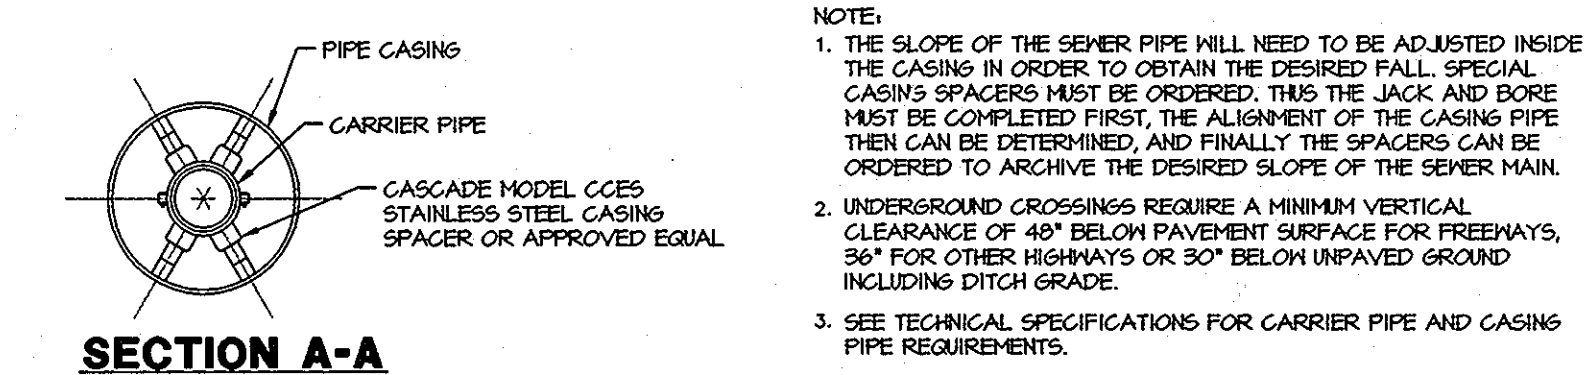 PIPE CASING
CARRIER PIPE
CASCADE MODEL CCES
STAINLESS STEEL CASING
SPACER OR APPROVED EQUAL
SECTION A-A
NOTE:
1. THE SLOPE OF THE SEWER PIPE WILL NEED TO BE ADJUSTED INSIDE
THE CASING IN ORDER TO OBTAIN THE DESIRED FALL. SPECIAL
CASINS SPACERS MUST BE ORDERED. THUS THE JACK AND BORE
MUST BE COMPLETED FIRST, THE ALIGNMENT OF THE CASING PIPE
THEN CAN BE DETERMINED, AND FINALLY THE SPACERS CAN BE
ORDERED TO ARCHIVE THE DESIRED SLOPE OF THE SEWER MAIN.
2. UNDERGROUND CROSSINGS REQUIRE A MINIMUM VERTICAL
CLEARANCE OF 48" BELOW PAVEMENT SURFACE FOR FREEWAYS,
36" FOR OTHER HIGHWAYS OR 30" BELOW UNPAVED GROUND
INCLUDING DITCH GRADE.
3. SEE TECHNICAL SPECIFICATIONS FOR CARRIER PIPE AND CASING
PIPE REQUIREMENTS.